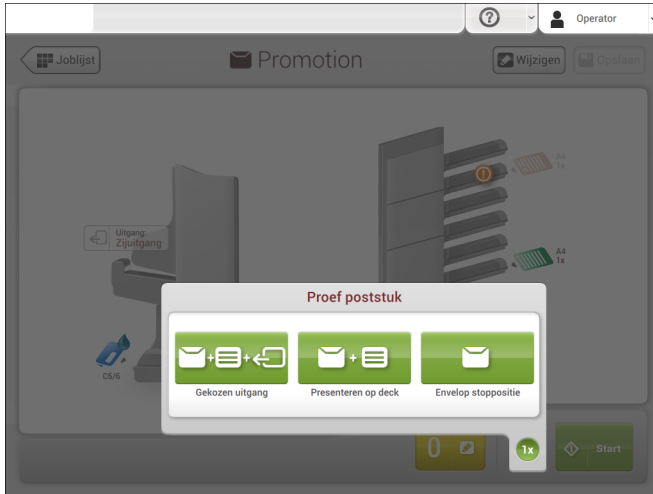 ?
Operator
Joblijst
Promotion
Wijzigen
Opslaan
A4
1x
Uitgang:
Zijuitgang
A4
1x
C5/6
Proef poststuk
Gekozen uitgang
Presenteren op deck
Envelop stoppositie
0
1x
Start